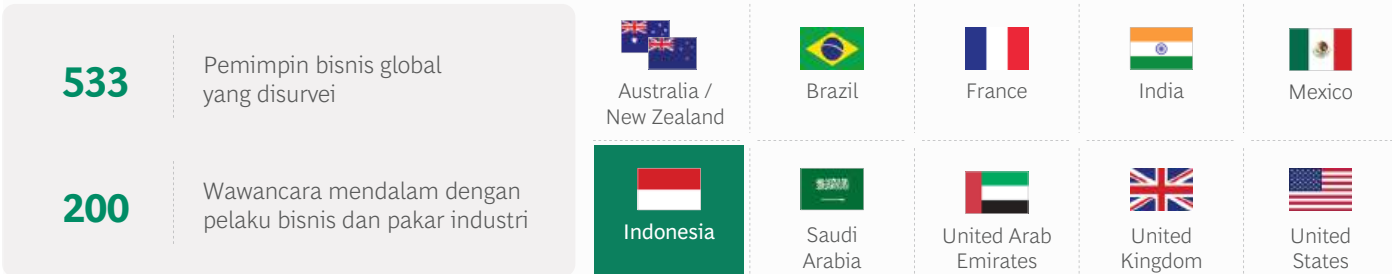 533
Pemimpin bisnis global
yang disurvei
200
Wawancara mendalam dengan
pelaku bisnis dan pakar industri
Australia /
New Zealand
Brazil
France
India
Mexico
Indonesia
Saudi
Arabia
United Arab
Emirates
United
Kingdom
United
States